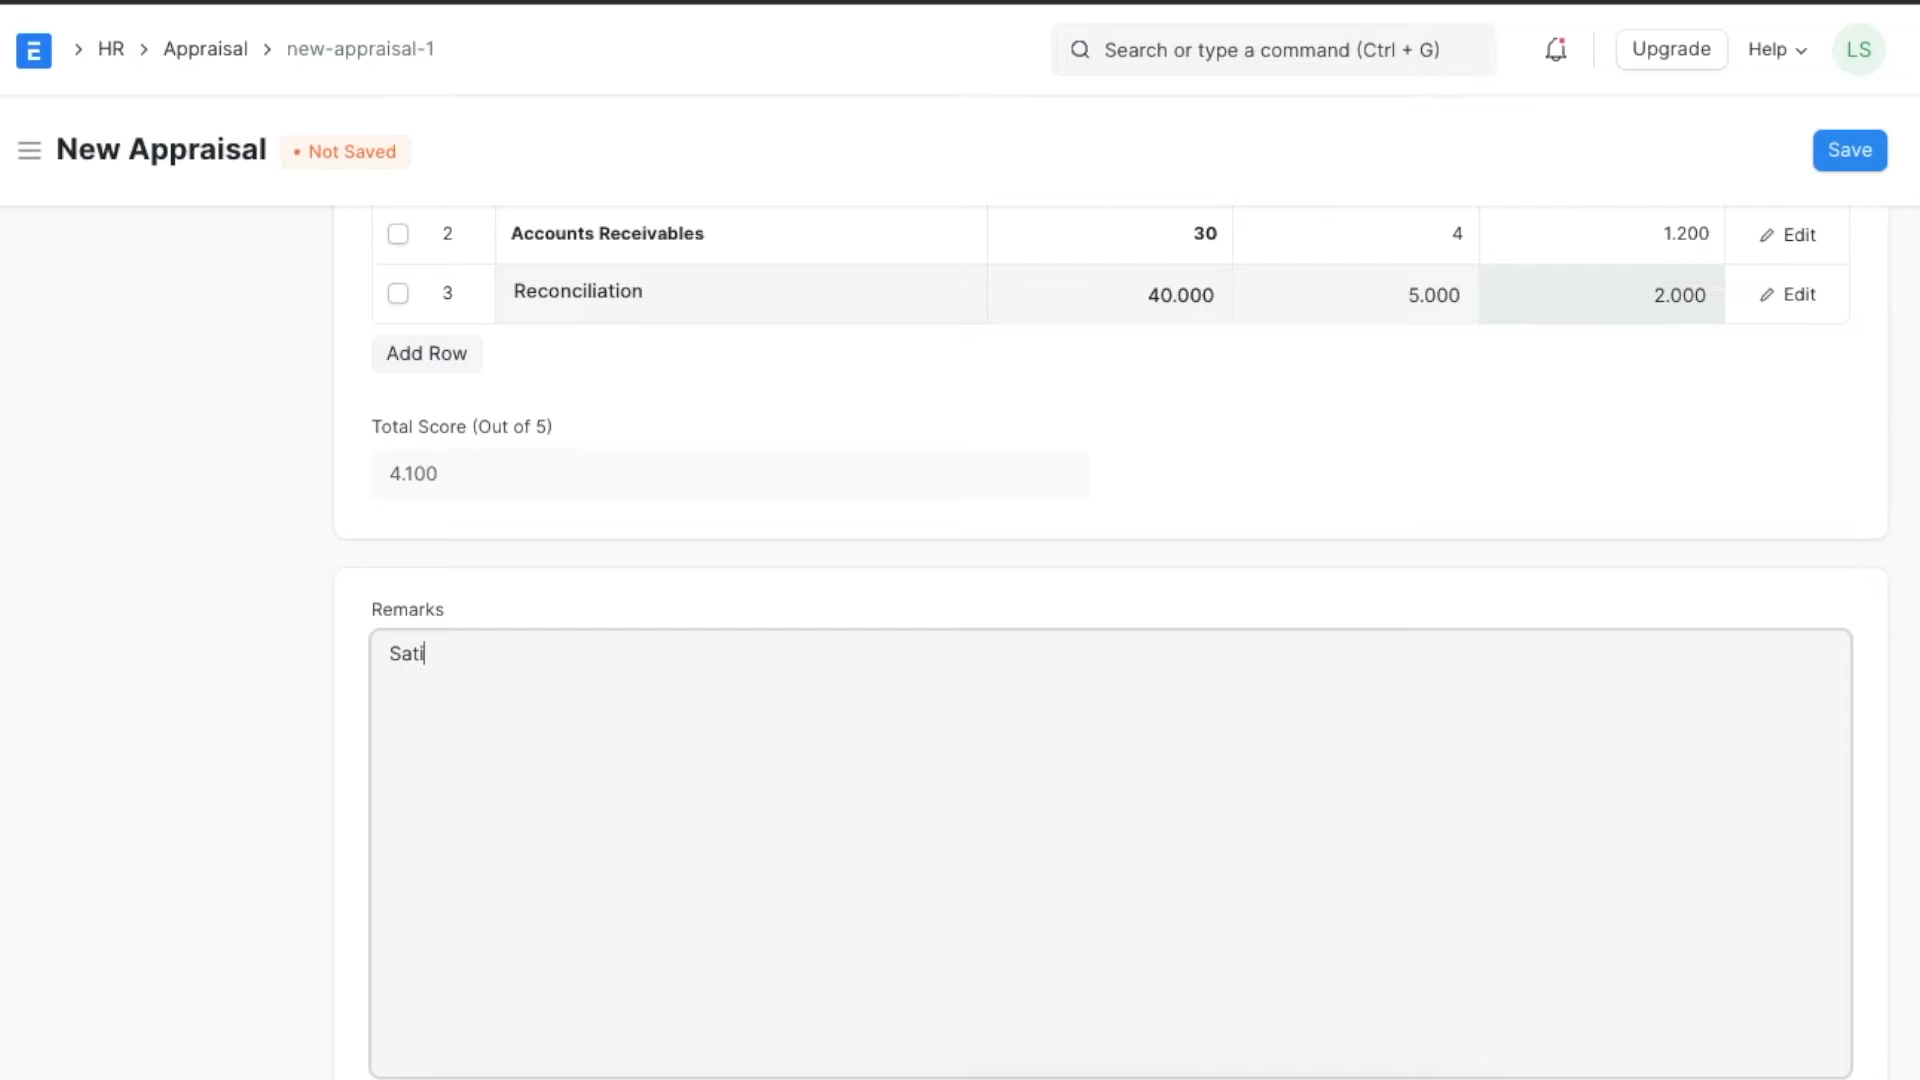 E > HR > Appraisal > new-appraisal-1 Search or type a command (Ctrl + G) Upgrade Help LS
New Appraisal • Not Saved Save
2 Accounts Receivables 30 4 1.200 Edit
3 Reconciliation 40.000 5.000 2.000 Edit
Add Row
Total Score (Out of 5)
4.100
Remarks
Sati